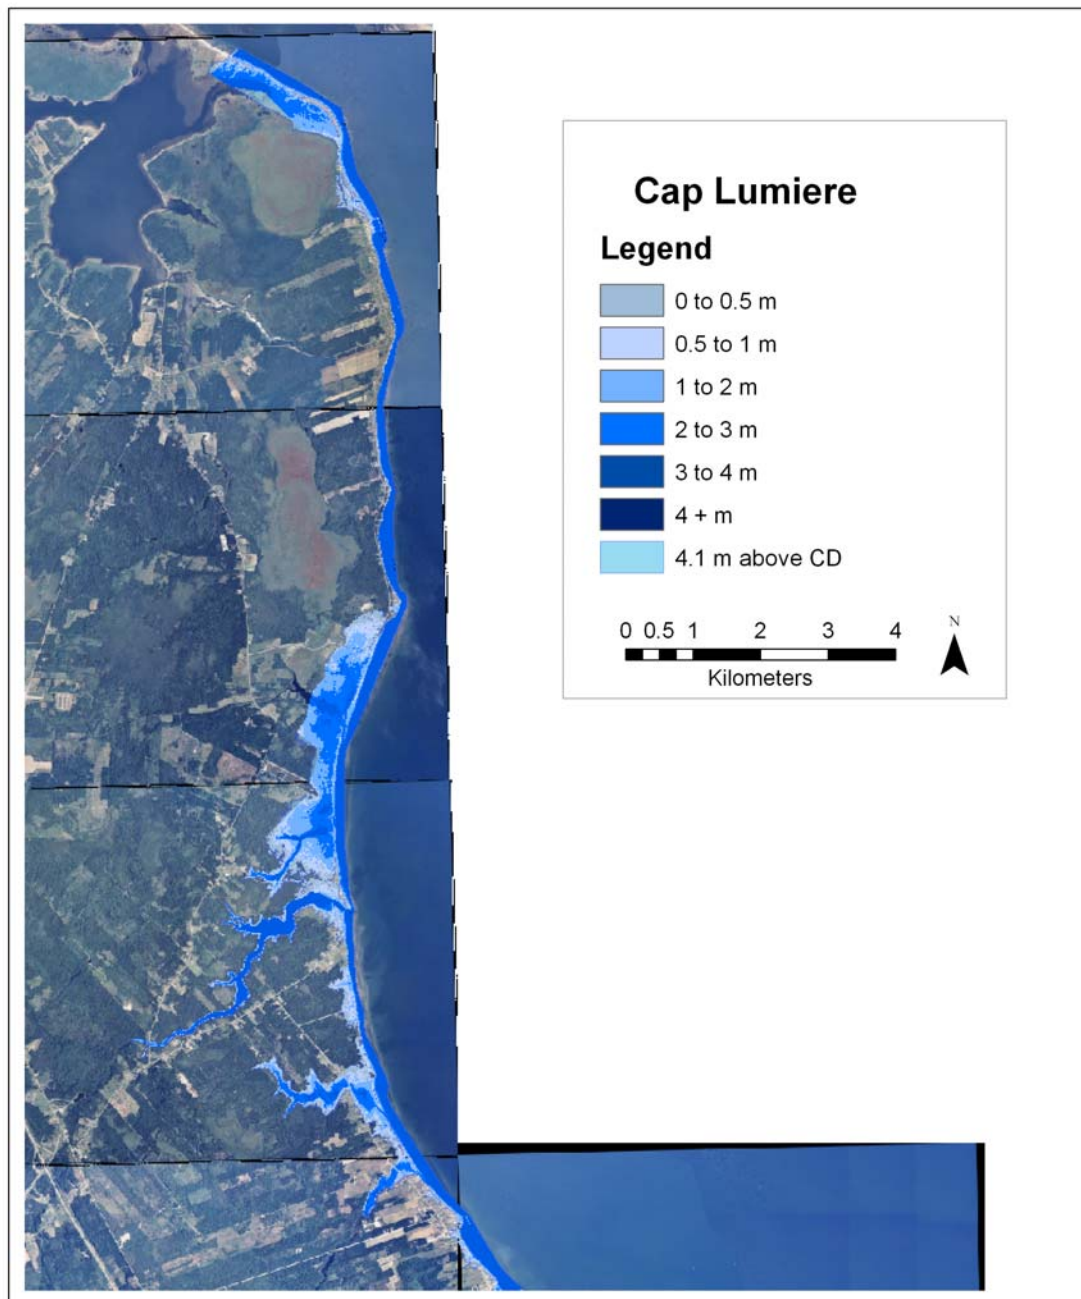 Cap Lumiere
Legend
0 to 0.5 m
0.5 to 1 m
1 to 2 m
2 to 3 m
3 to 4 m
4 + m
4.1 m above CD
0 0.5 1 2 3 4
Kilometers
N